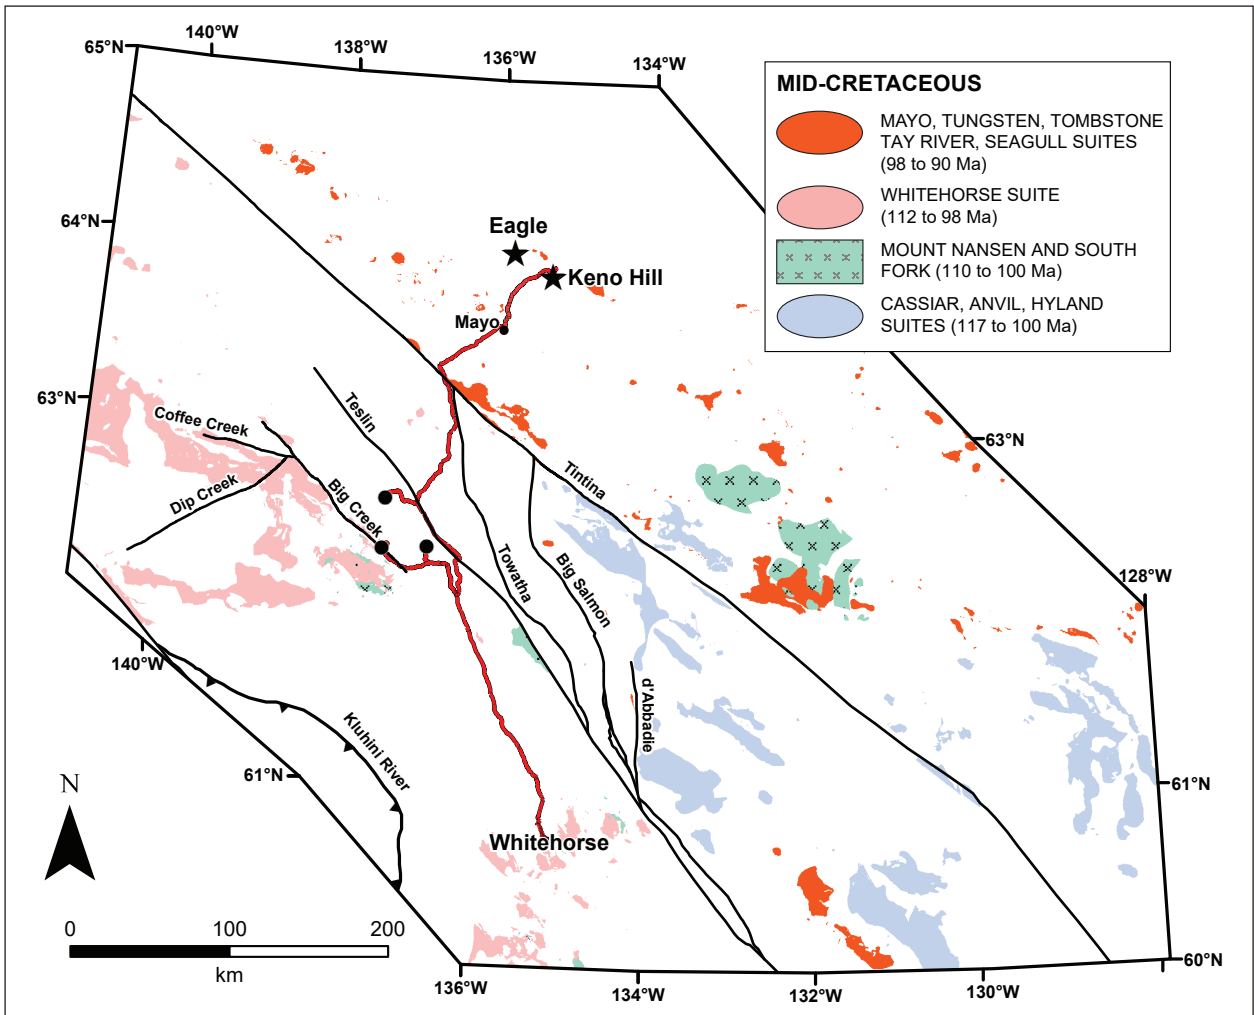 140°W
138°W
136°W
134°W
65°N
MID-CRETACEOUS
MAYO, TUNGSTEN, TOMBSTONE
TAY RIVER, SEAGULL SUITES
(98 to 90 Ma)
WHITEHORSE SUITE
(112 to 98 Ma)
MOUNT NANSEN AND SOUTH
FORK (110 to 100 Ma)
CASSIAR, ANVIL, HYLAND
SUITES (117 to 100 Ma)
64°N
Eagle
Keno Hill
Mayo
63°N
Coffee Creek
Teslin
63°N
Dip Creek
Big Creek
Tintina
Towatha
Big Salmon
128°W
140°W
d'Abbadie
Kluhini River
61°N
61°N
N
Whitehorse
0 100 200
km
60°N
136°W
134°W
132°W
130°W